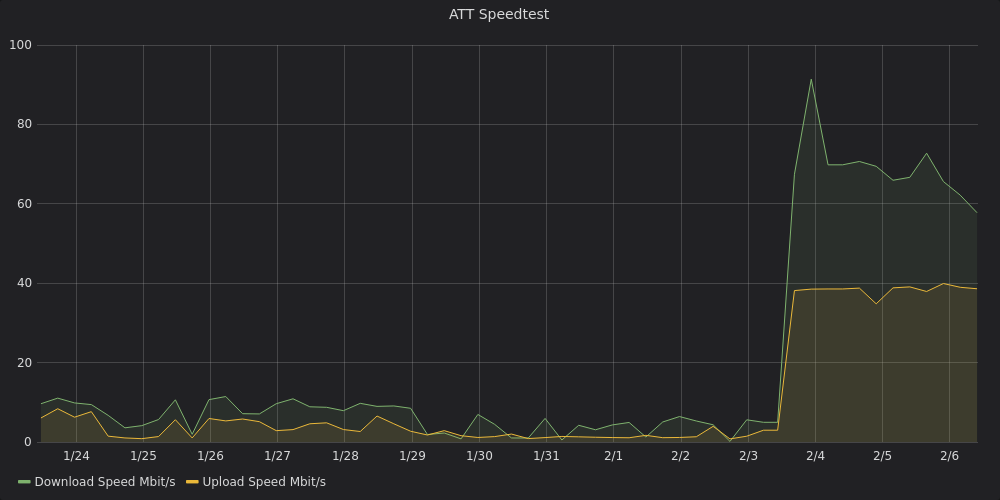 ATT Speedtest
100
80
60
40
20
0
1/24 1/25 1/26 1/27 1/28 1/29 1/30 1/31 2/1 2/2 2/3 2/4 2/5 2/6
Download Speed Mbit/s Upload Speed Mbit/s